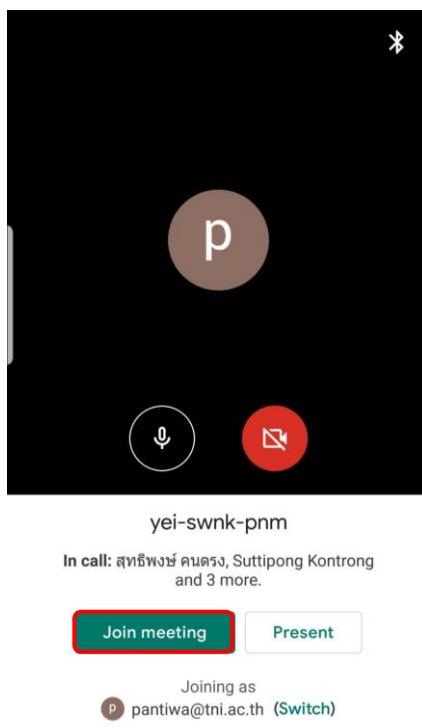 p
yei-swnk-pnm
In call: สุทธิพงษ์ คนตรง, Suttipong Kontrong
and 3 more.
Join meeting Present
Joining as
p pantiwa@tni.ac.th (Switch)